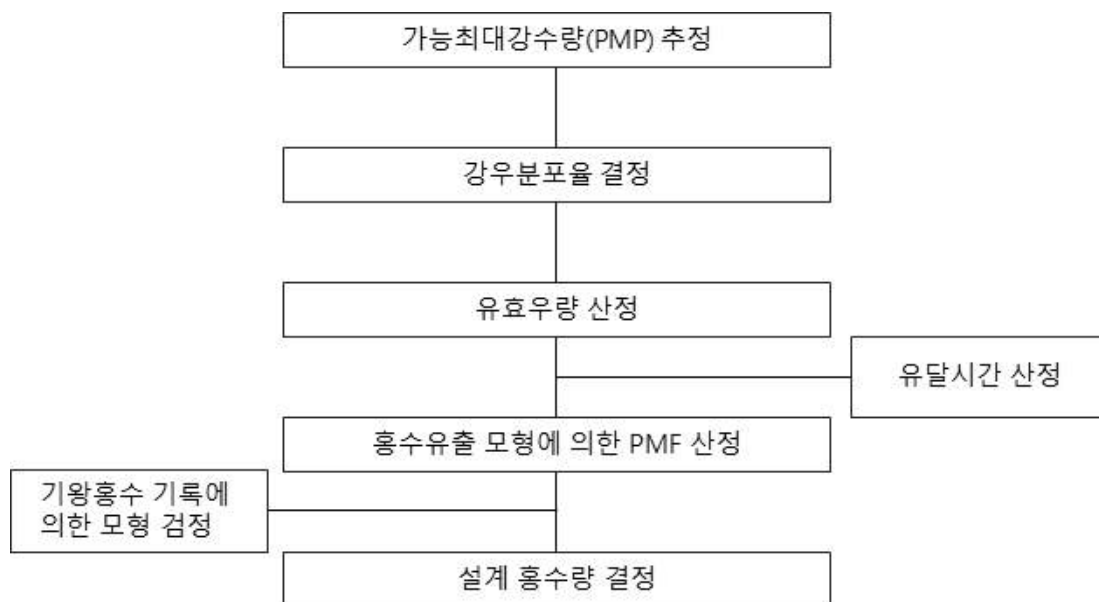 가능최대강수량(PMP) 추정
강우분포율 결정
유효우량 산정
유달시간 산정
홍수유출 모형에 의한 PMF 산정
기왕홍수 기록에
의한 모형 검정
설계 홍수량 결정